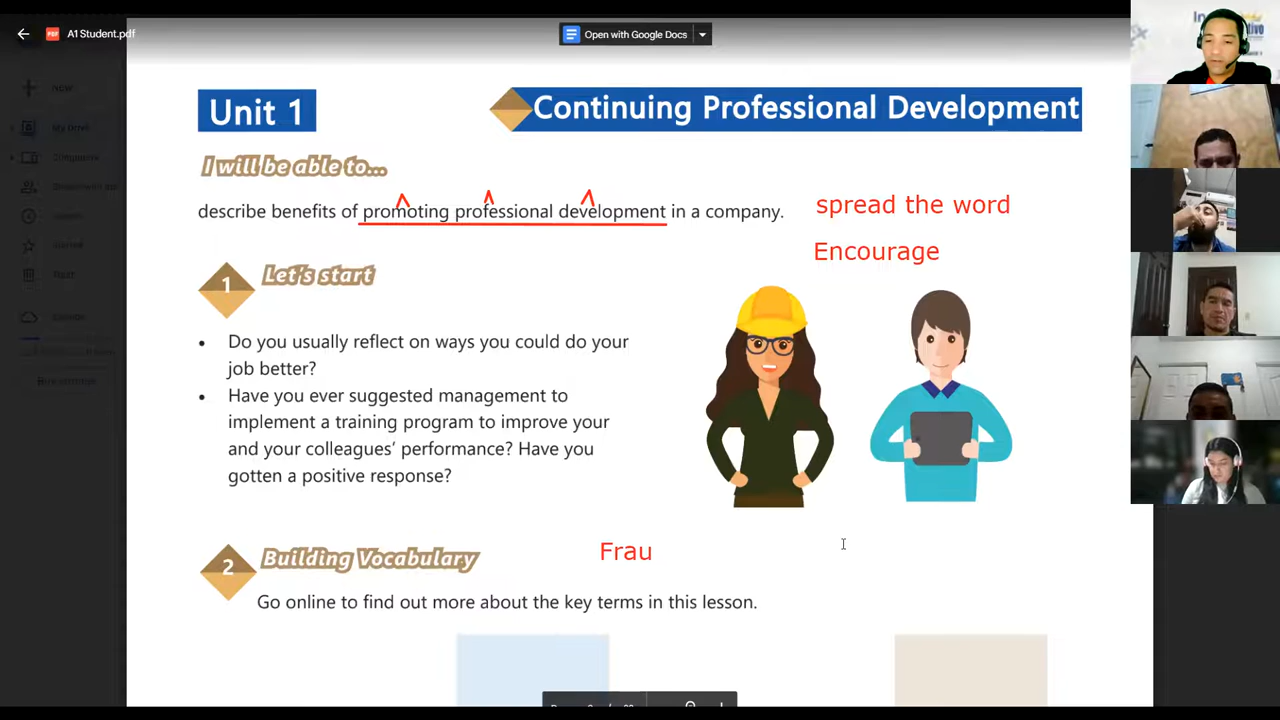 A1 Student.pdf
Open with Google Docs
Unit 1
Continuing Professional Development
I will be able to...
describe benefits of promoting professional development in a company.
spread the word
Encourage
1
Let's start
• Do you usually reflect on ways you could do your
job better?
• Have you ever suggested management to
implement a training program to improve your
and your colleagues' performance? Have you
gotten a positive response?
2
Building Vocabulary
Frau
Go online to find out more about the key terms in this lesson.